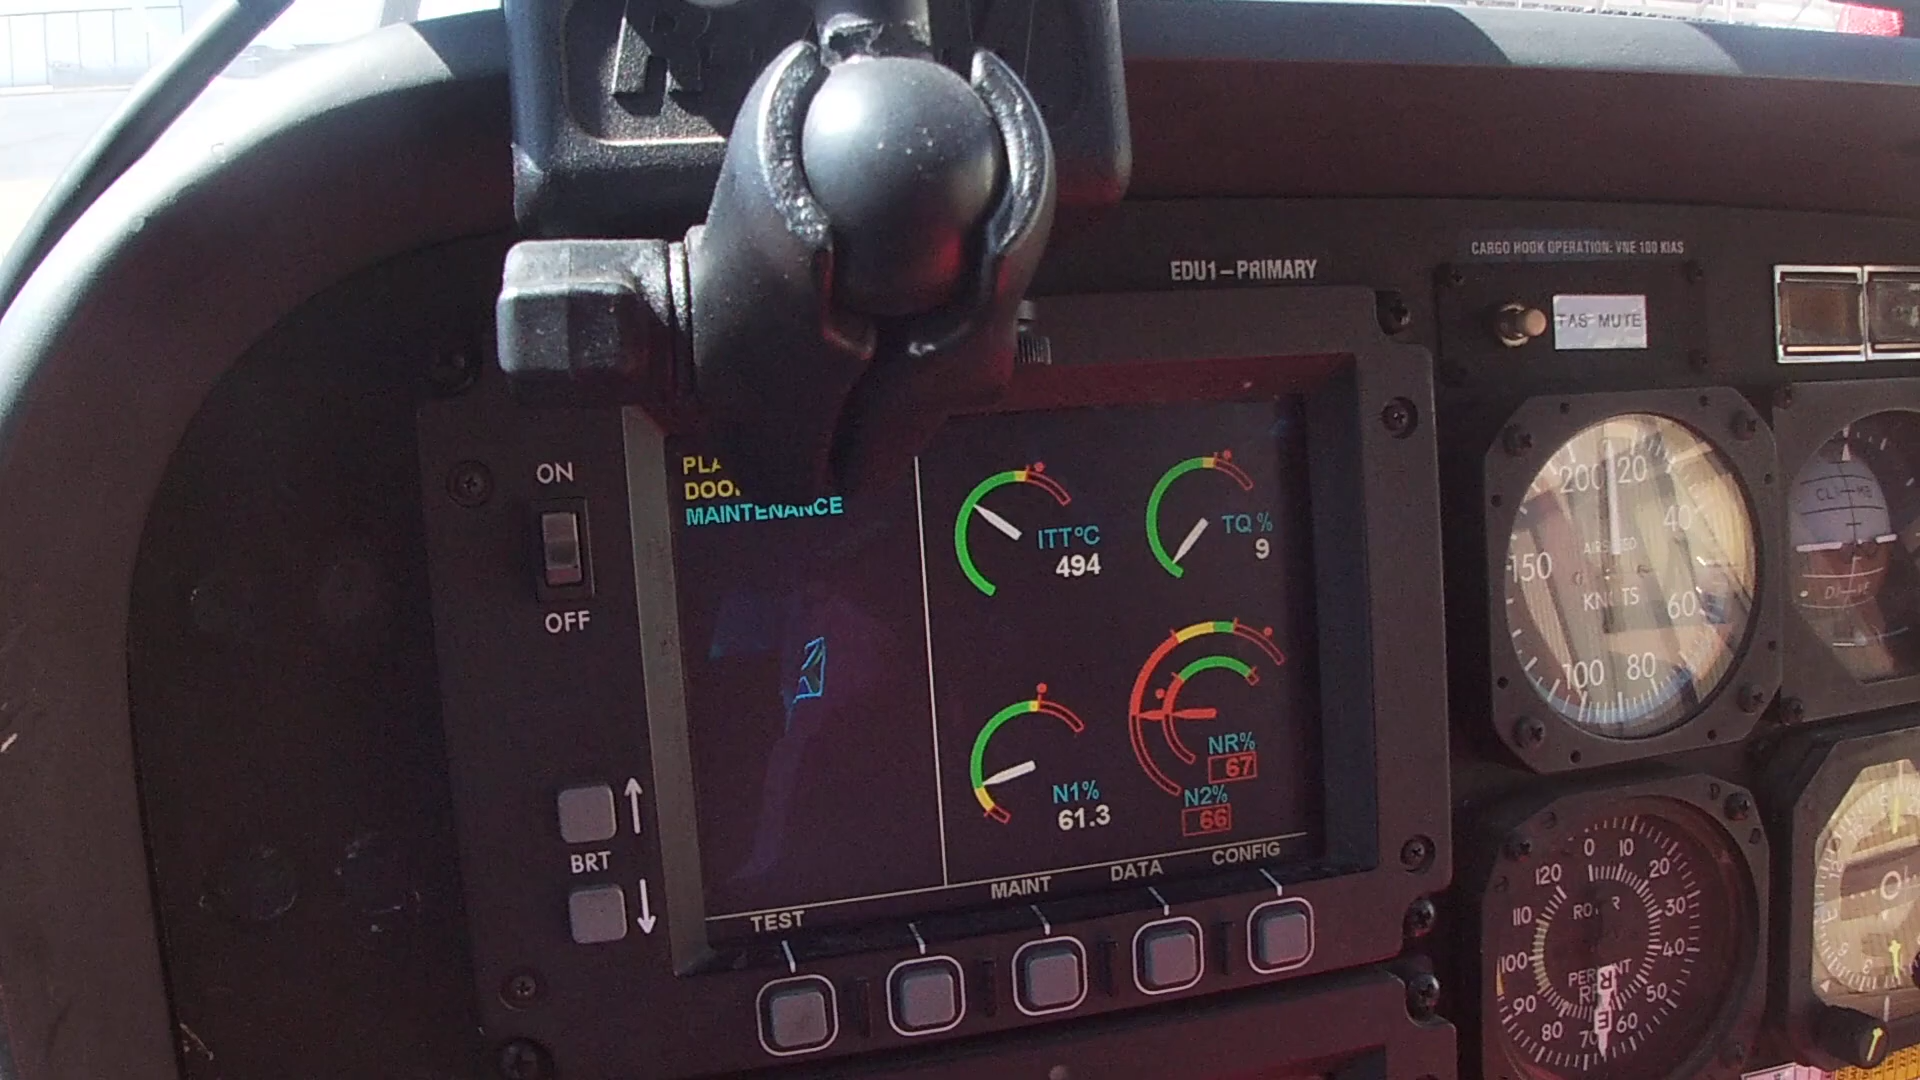 EDU1-PRIMARY
CARGO HOOK OPERATION: VNE 100 KIAS
TAS MUTE
ON
OFF
BRT
MAINTENANCE
ITT°C
494
TQ %
9
N1%
61.3
NR%
67
N2%
66
TEST
MAINT
DATA
CONFIG
200 20
40
150
60
100 80
KNOTS
0 10
120 20
110 30
ROTOR
40
100
PERCENT
90 50
80 70 60